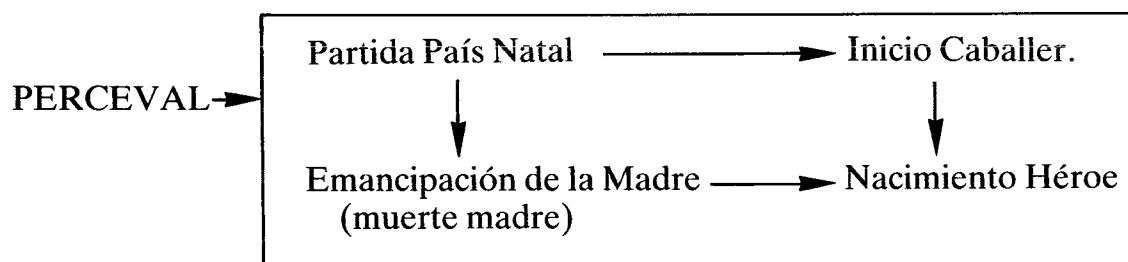 Partida País Natal Inicio Caballer.
PERCEVAL
Emancipación de la Madre Nacimiento Héroe
(muerte madre)